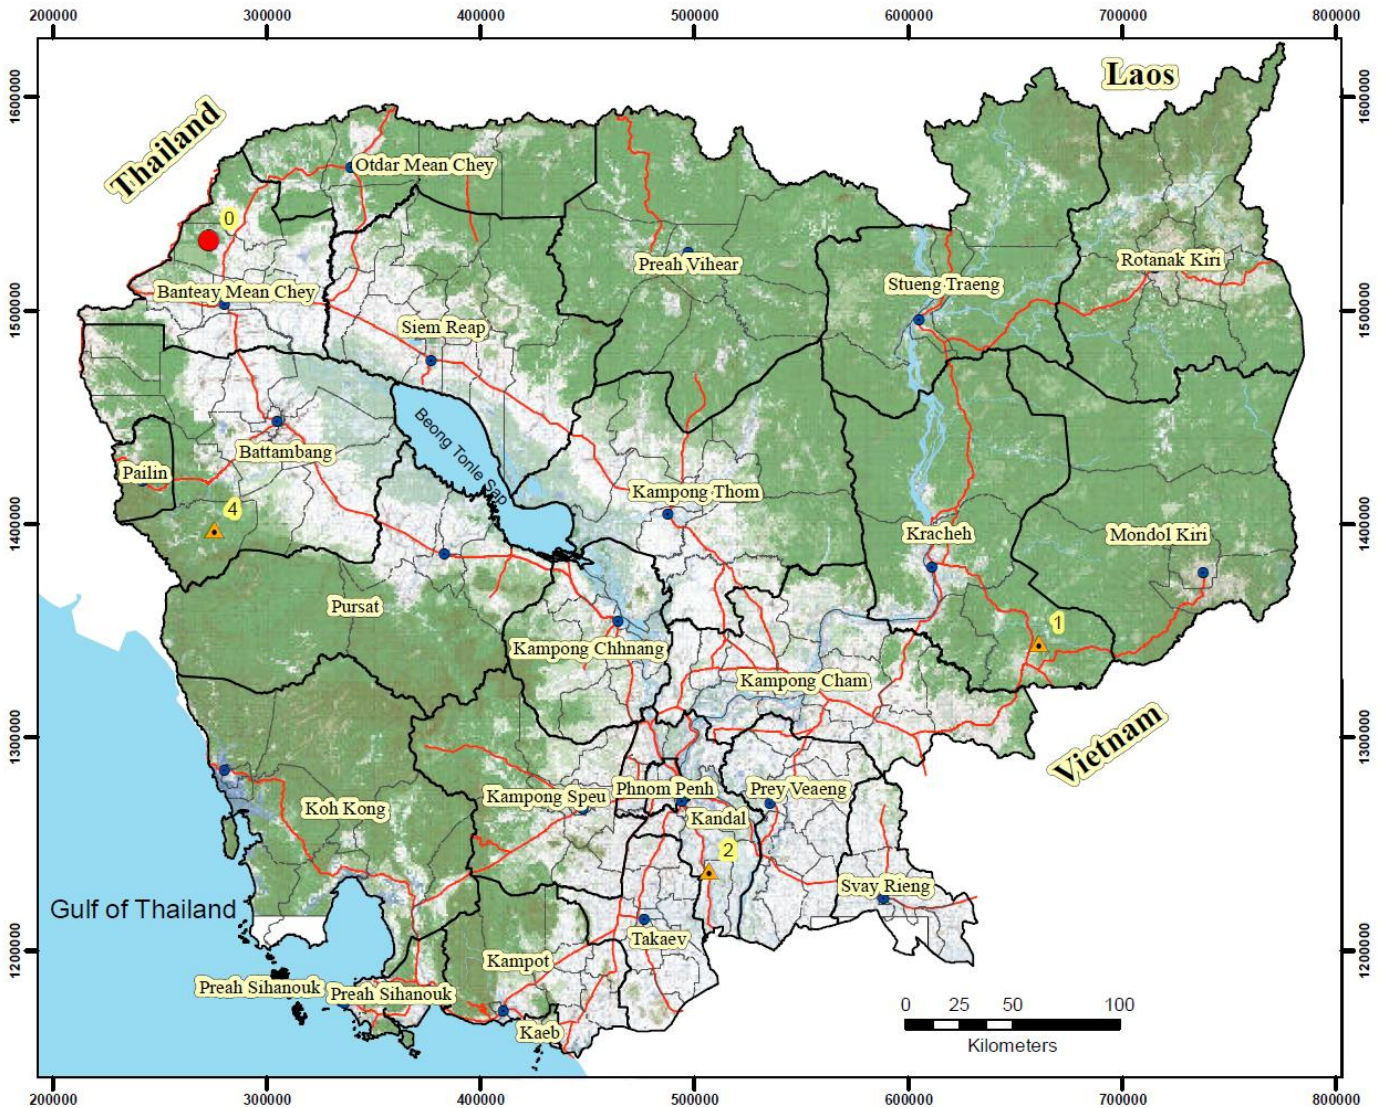 200000 300000 400000 500000 600000 700000 800000
1600000 1600000
Laos
Thailand
Otdar Mean Chey
0
Preah Vihear
Rotanak Kiri
Stueng Traeng
Banteay Mean Chey
1500000 1500000
Siem Reap
Beong Tonle Sap
Battambang
Pailin
Kampong Thom
4
1400000 1400000
Kracheh
Mondol Kiri
Pursat
1
Kampong Chhnang
Kampong Cham
1300000 1300000
Vietnam
Phnom Penh
Prey Veaeng
Kampong Speu
Koh Kong
Kandal
2
Svay Rieng
Gulf of Thailand
Takaev
1200000 1200000
Kampot
Preah Sihanouk
Preah Sihanouk
0 25 50 100
Kilometers
Kaeb
200000 300000 400000 500000 600000 700000 800000